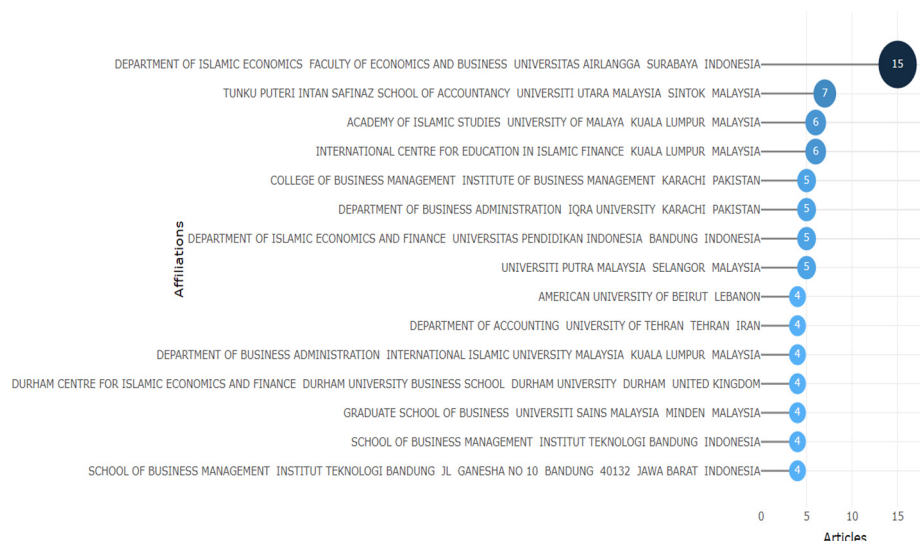 DEPARTMENT OF ISLAMIC ECONOMICS FACULTY OF ECONOMICS AND BUSINESS UNIVERSITAS AIRLANGGA SURABAYA INDONESIA 15
TUNKU PUTERI INTAN SAFINAZ SCHOOL OF ACCOUNTANCY UNIVERSITI UTARA MALAYSIA SINTOK MALAYSIA 7
ACADEMY OF ISLAMIC STUDIES UNIVERSITY OF MALAYA KUALA LUMPUR MALAYSIA 6
INTERNATIONAL CENTRE FOR EDUCATION IN ISLAMIC FINANCE KUALA LUMPUR MALAYSIA 6
COLLEGE OF BUSINESS MANAGEMENT INSTITUTE OF BUSINESS MANAGEMENT KARACHI PAKISTAN 5
DEPARTMENT OF BUSINESS ADMINISTRATION IQRA UNIVERSITY KARACHI PAKISTAN 5
DEPARTMENT OF ISLAMIC ECONOMICS AND FINANCE UNIVERSITAS PENDIDIKAN INDONESIA BANDUNG INDONESIA 5
UNIVERSITI PUTRA MALAYSIA SELANGOR MALAYSIA 5
AMERICAN UNIVERSITY OF BEIRUT LEBANON 4
DEPARTMENT OF ACCOUNTING UNIVERSITY OF TEHRAN TEHRAN IRAN 4
DEPARTMENT OF BUSINESS ADMINISTRATION INTERNATIONAL ISLAMIC UNIVERSITY MALAYSIA KUALA LUMPUR MALAYSIA 4
DURHAM CENTRE FOR ISLAMIC ECONOMICS AND FINANCE DURHAM UNIVERSITY BUSINESS SCHOOL DURHAM UNIVERSITY DURHAM UNITED KINGDOM 4
GRADUATE SCHOOL OF BUSINESS UNIVERSITI SAINS MALAYSIA MINDEN MALAYSIA 4
SCHOOL OF BUSINESS MANAGEMENT INSTITUT TEKNOLOGI BANDUNG INDONESIA 4
SCHOOL OF BUSINESS MANAGEMENT INSTITUT TEKNOLOGI BANDUNG JL GANESHA NO 10 BANDUNG 40132 JAWA BARAT INDONESIA 4
Affiliations
0 5 10 15
Articles